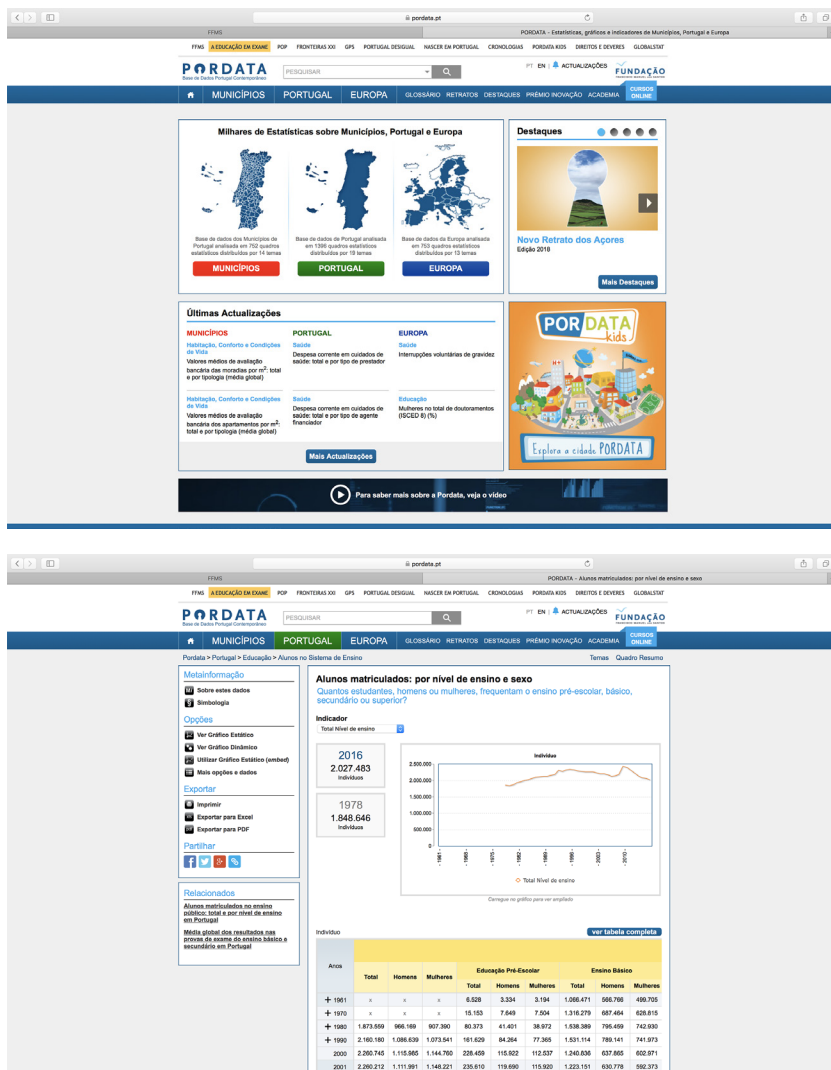 pordata.pt
FFMS
PORDATA - Estatísticas, gráficos e indicadores de Municípios, Portugal e Europa
FFMS A EDUCAÇÃO EM EXAME POP FRONTEIRAS XXI GPS PORTUGAL DESIGUAL NASCER EM PORTUGAL CRONOLOGIAS PORDATA KIDS DIREITOS E DEVERES GLOBALSTAT
PORDATA
Base de Dados Portugal Contemporâneo
PESQUISAR
PT EN | ACTUALIZAÇÕES
FUNDAÇÃO
MUNICÍPIOS PORTUGAL EUROPA GLOSSÁRIO RETRATOS DESTAQUES PRÉMIO INOVAÇÃO ACADEMIA CURSOS ONLINE
Milhares de Estatísticas sobre Municípios, Portugal e Europa
Base de dados dos Municípios de
Portugal analisada em 752 quadros
estatísticos distribuídos por 14 temas
MUNICÍPIOS
Base de dados de Portugal analisada
em 1396 quadros estatísticos
distribuídos por 19 temas
PORTUGAL
Base de dados da Europa analisada
em 753 quadros estatísticos
distribuídos por 13 temas
EUROPA
Destaques
Novo Retrato dos Açores
Edição 2018
Mais Destaques
Últimas Actualizações
MUNICÍPIOS
Habitação, Conforto e Condições
de Vida
Valores médios de avaliação
bancária das moradias por m²: total
e por tipologia (média global)
Habitação, Conforto e Condições
de Vida
Valores médios de avaliação
bancária dos apartamentos por m²:
total e por tipologia (média global)
PORTUGAL
Saúde
Despesa corrente em cuidados de
saúde: total e por tipo de prestador
Saúde
Despesa corrente em cuidados de
saúde: total e por tipo de agente
financiador
EUROPA
Saúde
Interrupções voluntárias de gravidez
Educação
Mulheres no total de doutoramentos
(ISCED 8) (%)
Mais Actualizações
PORDATA
kids
Explora a cidade PORDATA
Para saber mais sobre a Pordata, veja o vídeo
pordata.pt
FFMS
PORDATA - Alunos matriculados: por nível de ensino e sexo
FFMS A EDUCAÇÃO EM EXAME POP FRONTEIRAS XXI GPS PORTUGAL DESIGUAL NASCER EM PORTUGAL CRONOLOGIAS PORDATA KIDS DIREITOS E DEVERES GLOBALSTAT
PORDATA
Base de Dados Portugal Contemporâneo
PESQUISAR
PT EN | ACTUALIZAÇÕES
FUNDAÇÃO
MUNICÍPIOS PORTUGAL EUROPA GLOSSÁRIO RETRATOS DESTAQUES PRÉMIO INOVAÇÃO ACADEMIA CURSOS ONLINE
Pordata > Portugal > Educação > Alunos no Sistema de Ensino
Temas Quadro Resumo
Metainformação
Sobre estes dados
Simbologia
Opções
Ver Gráfico Estático
Ver Gráfico Dinâmico
Utilizar Gráfico Estático (embed)
Mais opções e dados
Exportar
Imprimir
Exportar para Excel
Exportar para PDF
Partilhar
Relacionados
Alunos matriculados no ensino
público: total e por nível de ensino
em Portugal
Média global dos resultados nas
provas de exame do ensino básico e
secundário em Portugal
Alunos matriculados: por nível de ensino e sexo
Quantos estudantes, homens ou mulheres, frequentam o ensino pré-escolar, básico,
secundário ou superior?
Indicador
Total Nível de ensino
2016
2.027.483
Indivíduos
1978
1.848.646
Indivíduos
Indivíduo
2.500.000
2.000.000
1.500.000
1.000.000
500.000
0
- 1961 - - 1968 - - 1975 - - 1982 - - 1989 - - 1996 - - 2003 - - 2010 -
Total Nível de ensino
Carregue no gráfico para ver ampliado
Indivíduo
ver tabela completa
Anos
Educação Pré-Escolar Ensino Básico
Total Homens Mulheres Total Homens Mulheres Total Homens Mulheres
+ 1961 x x x 6.528 3.334 3.194 1.066.471 566.766 499.705
+ 1970 x x x 15.153 7.649 7.504 1.316.279 687.464 628.815
+ 1980 1.873.559 966.169 907.390 80.373 41.401 38.972 1.538.389 795.459 742.930
+ 1990 2.160.180 1.086.639 1.073.541 161.629 84.264 77.365 1.531.114 789.141 741.973
2000 2.260.745 1.115.985 1.144.760 228.459 115.922 112.537 1.240.836 637.865 602.971
2001 2.260.212 1.111.991 1.148.221 235.610 119.690 115.920 1.223.151 630.778 592.373